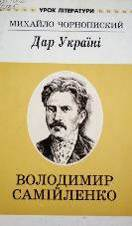 УРОК ЛІТЕРАТУРИ
МИХАЙЛО ЧОРНОПИСКИЙ
Дар Україні
ВОЛОДИМИР
САМІЙЛЕНКО